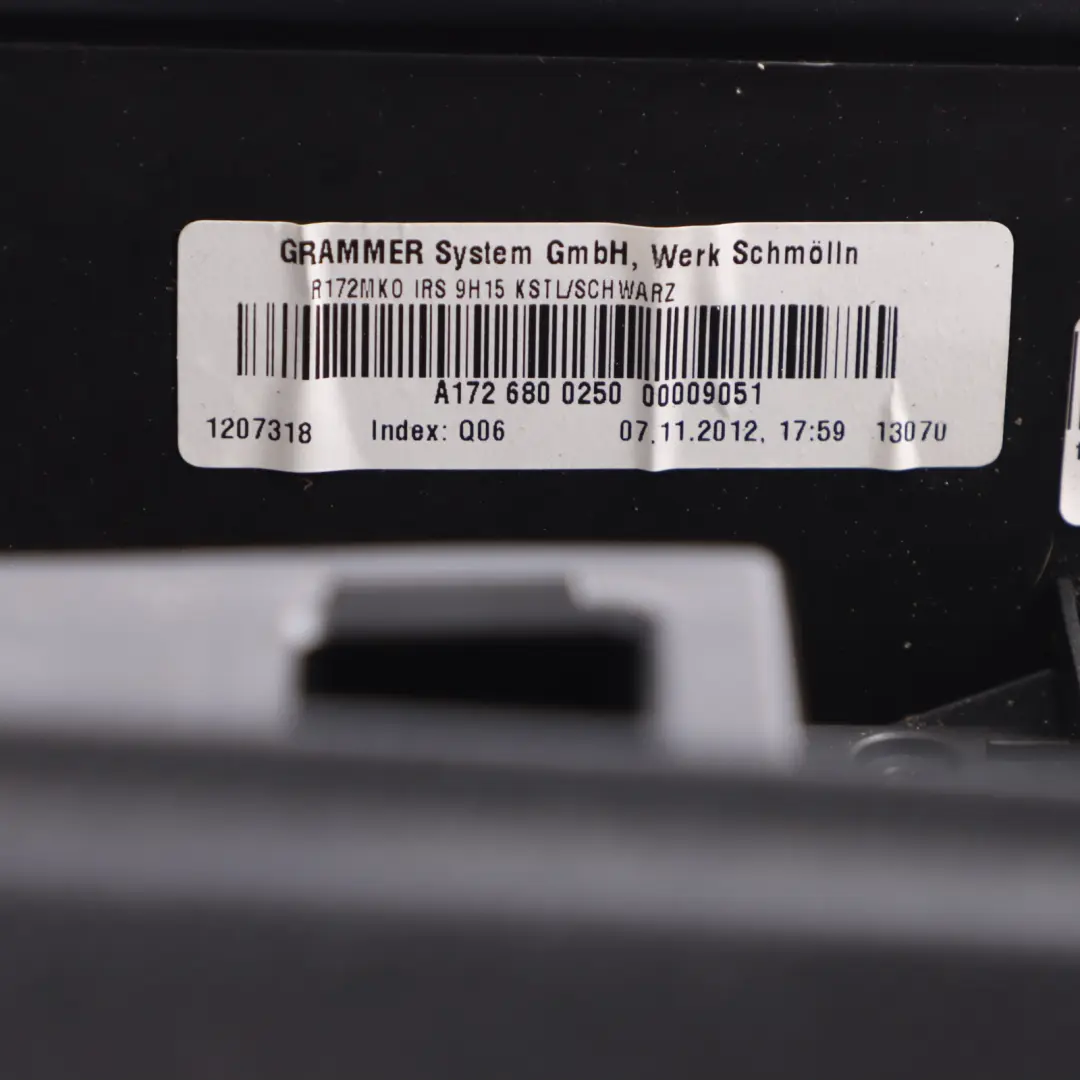 GRAMMER System GmbH, Werk Schmölln
R172MKO IRS 9H15 KSTL/SCHWARZ
A172 680 0250 00009051
1207318 Index: Q06 07.11.2012, 17:59 13070